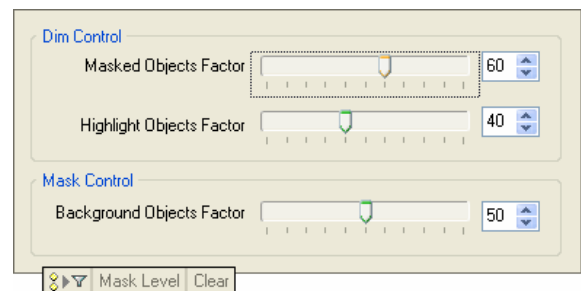 Dim Control
Masked Objects Factor 60
Highlight Objects Factor 40
Mask Control
Background Objects Factor 50
Mask Level Clear